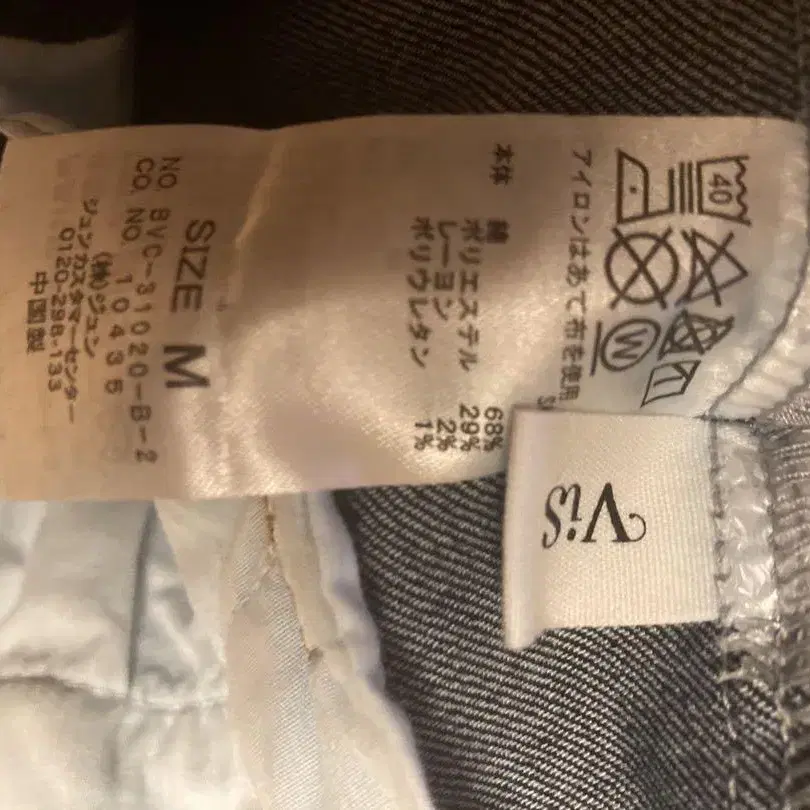 40
W
アイロンはあて布を使用
本体
綿 68%
ポリエステル 29%
レーヨン 2%
ポリウレタン 1%
SIZE M
NO. BVC-31020-B-2
CO. NO. 10435
(株)ジュン
ジュンカスタマーセンター
0120-298-133
中国製
ViS